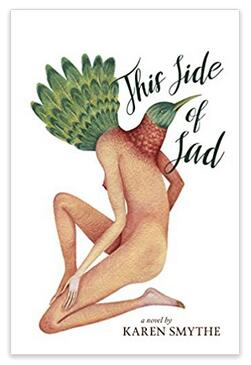 This Side
of
Sad
a novel by
KAREN SMYTHE